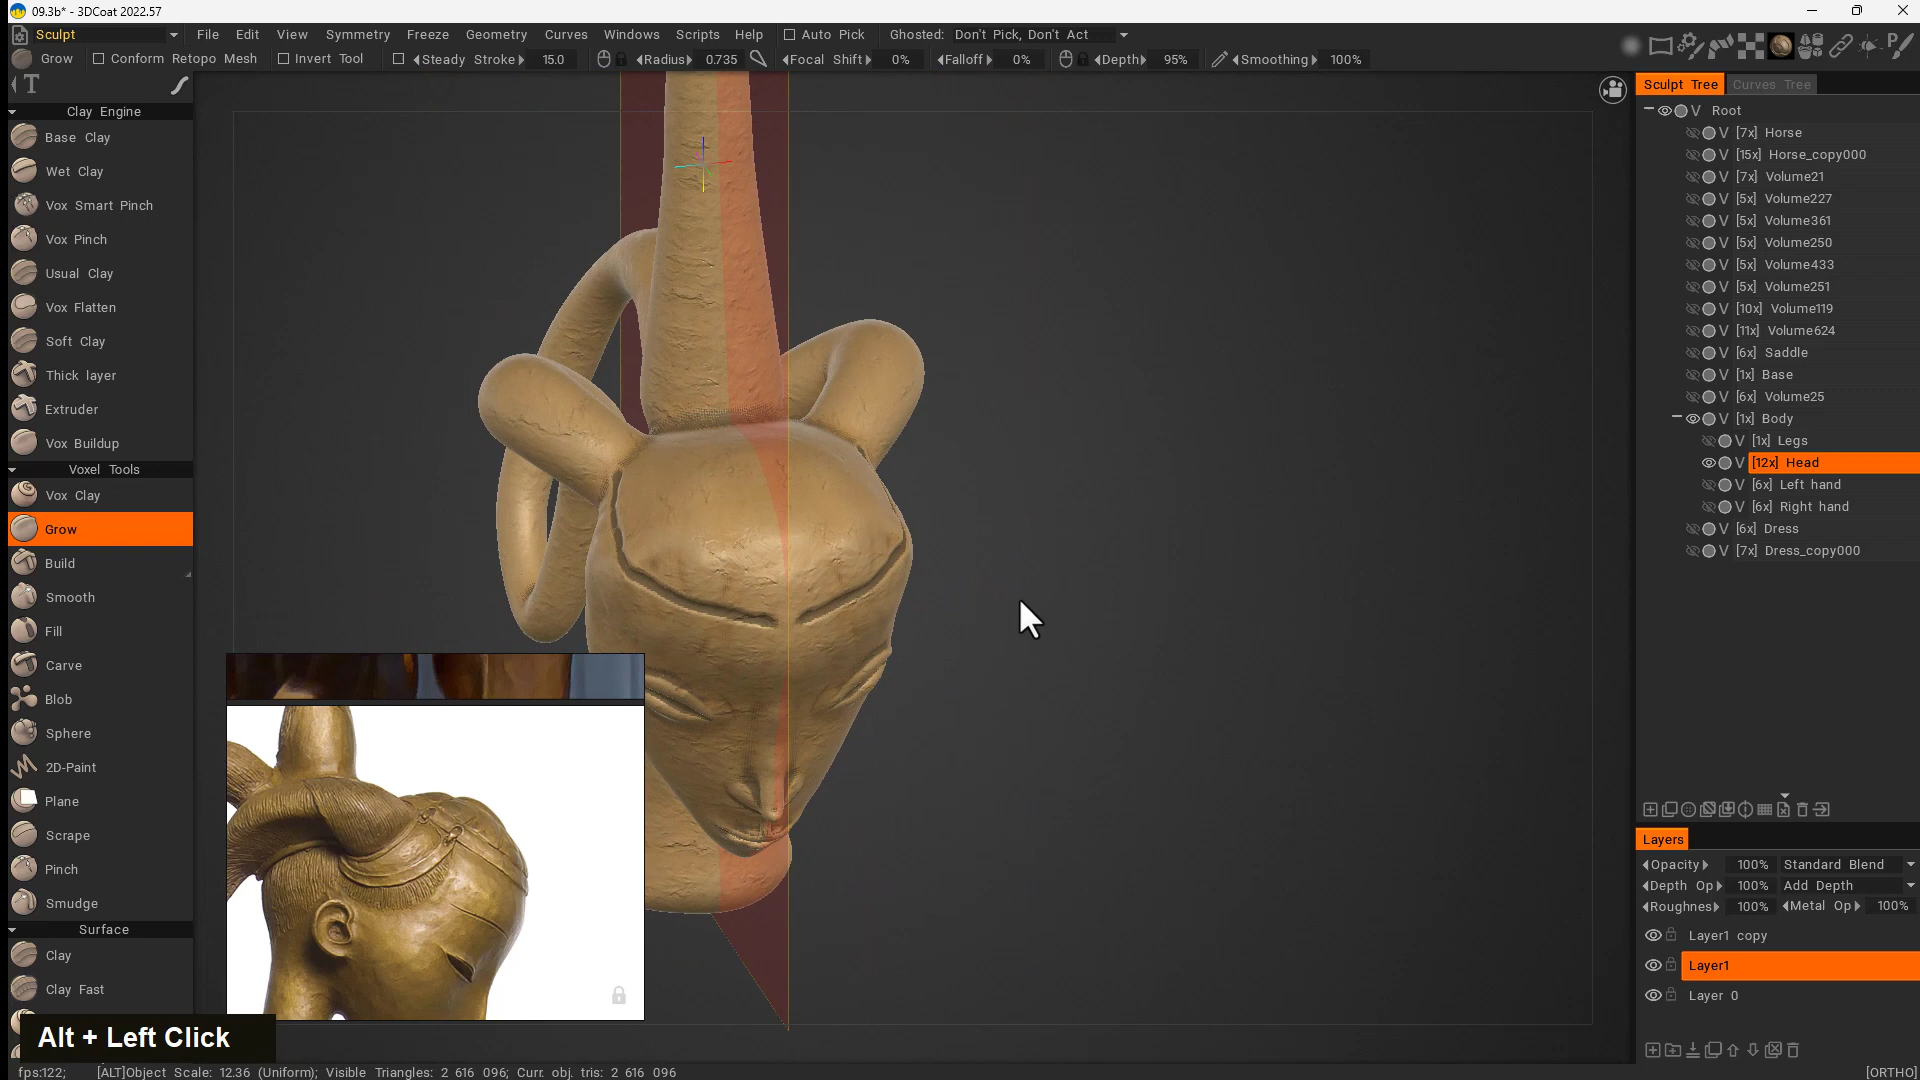 09.3b* - 3DCoat 2022.57
Sculpt File Edit View Symmetry Freeze Geometry Curves Windows Scripts Help Auto Pick Ghosted: Don't Pick, Don't Act
Grow Conform Retopo Mesh Invert Tool Steady Stroke 15.0 Radius 0.735 Focal Shift 0% Falloff 0% Depth 95% Smoothing 100%
T
Clay Engine
Base Clay
Wet Clay
Vox Smart Pinch
Vox Pinch
Usual Clay
Vox Flatten
Soft Clay
Thick layer
Extruder
Vox Buildup
Voxel Tools
Vox Clay
Grow
Build
Smooth
Fill
Carve
Blob
Sphere
2D-Paint
Plane
Scrape
Pinch
Smudge
Surface
Clay
Clay Fast
Alt + Left Click
Sculpt Tree Curves Tree
V Root
V [7x] Horse
V [15x] Horse_copy000
V [7x] Volume21
V [5x] Volume227
V [5x] Volume361
V [5x] Volume250
V [5x] Volume433
V [5x] Volume251
V [10x] Volume119
V [11x] Volume624
V [6x] Saddle
V [1x] Base
V [6x] Volume25
V [1x] Body
V [1x] Legs
V [12x] Head
V [6x] Left hand
V [6x] Right hand
V [6x] Dress
V [7x] Dress_copy000
Layers
Opacity 100% Standard Blend
Depth Op 100% Add Depth
Roughnes 100% Metal Op 100%
Layer1 copy
Layer1
Layer 0
fps:122; [ALT]Object Scale: 12.36 (Uniform); Visible Triangles: 2 616 096; Curr. obj. tris: 2 616 096 [ORTHO]